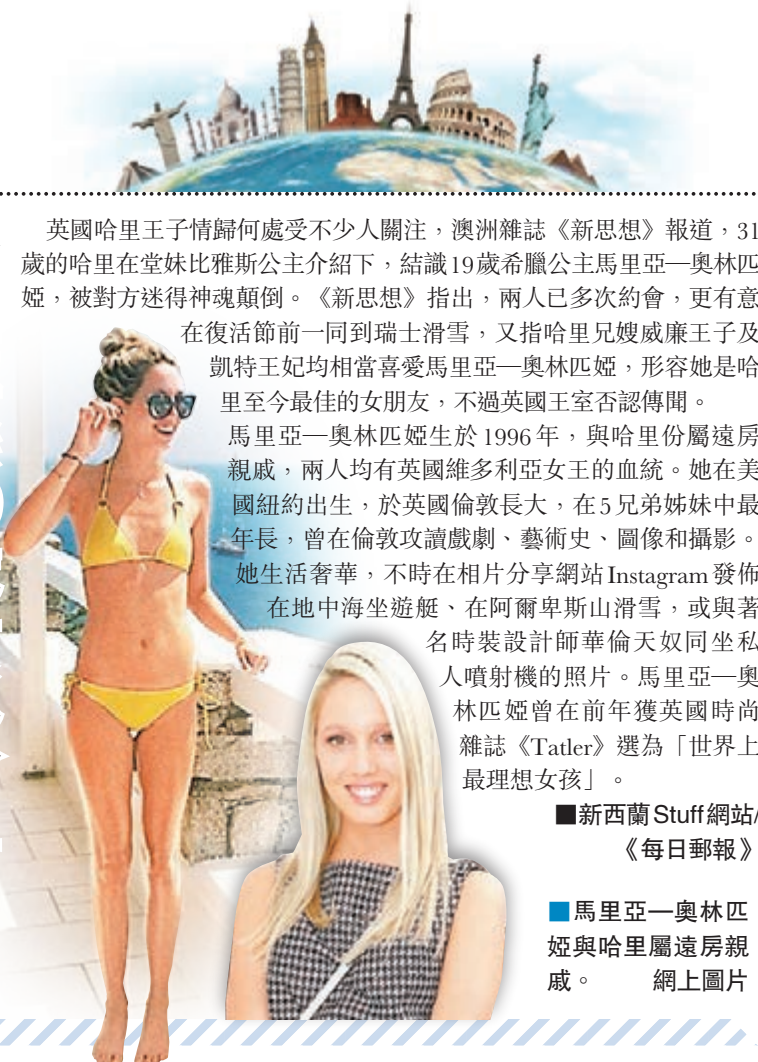 英國哈里王子情歸何處受不少人關注，澳洲雜誌《新思想》報道，31
歲的哈里在堂妹比雅斯公主介紹下，結識19歲希臘公主馬里亞—奧林匹
婭，被對方迷得神魂顛倒。《新思想》指出，兩人已多次約會，更有意
在復活節前一同到瑞士滑雪，又指哈里兄嫂威廉王子及
凱特王妃均相當喜愛馬里亞—奧林匹婭，形容她是哈
里至今最佳的女朋友，不過英國王室否認傳聞。
馬里亞—奧林匹婭生於1996年，與哈里份屬遠房
親戚，兩人均有英國維多利亞女王的血統。她在美
國紐約出生，於英國倫敦長大，在5兄弟姊妹中最
年長，曾在倫敦攻讀戲劇、藝術史、圖像和攝影。
她生活奢華，不時在相片分享網站Instagram發佈
在地中海坐遊艇、在阿爾卑斯山滑雪，或與著
名時裝設計師華倫天奴同坐私
人噴射機的照片。馬里亞—奧
林匹婭曾在前年獲英國時尚
雜誌《Tatler》選為「世界上
最理想女孩」。
■新西蘭Stuff網站/
《每日郵報》
■馬里亞—奧林匹
婭與哈里屬遠房親
戚。 網上圖片